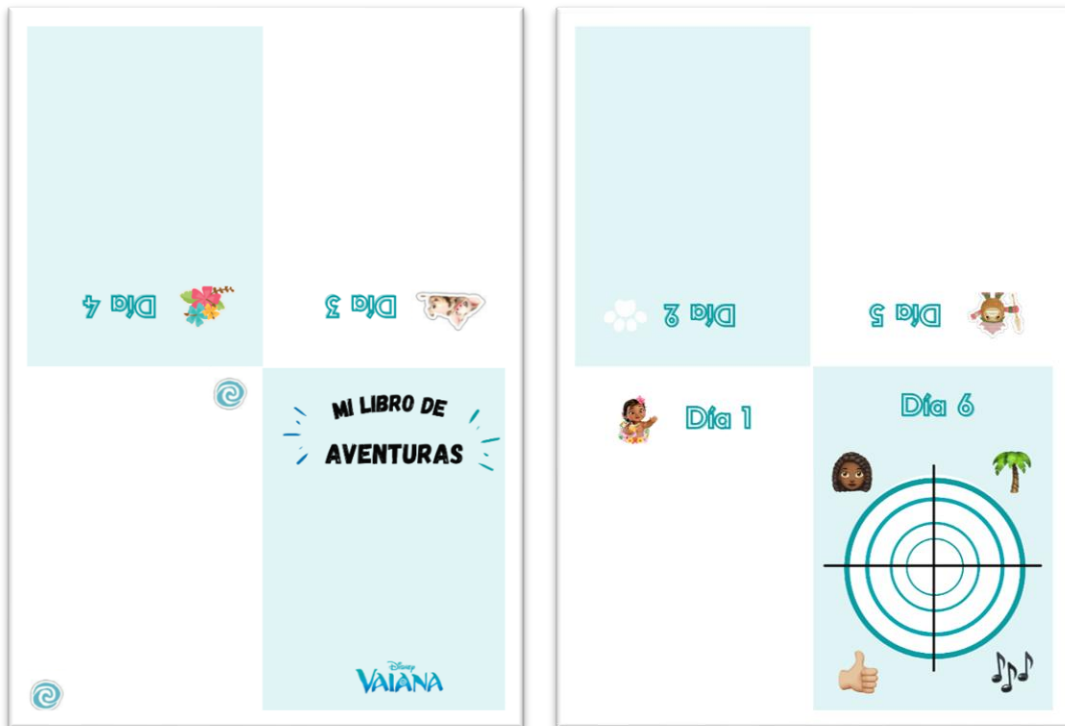 Día 4
Día 3
MI LIBRO DE
AVENTURAS
Disney
VAIANA
Día 2
Día 5
Día 1
Día 6